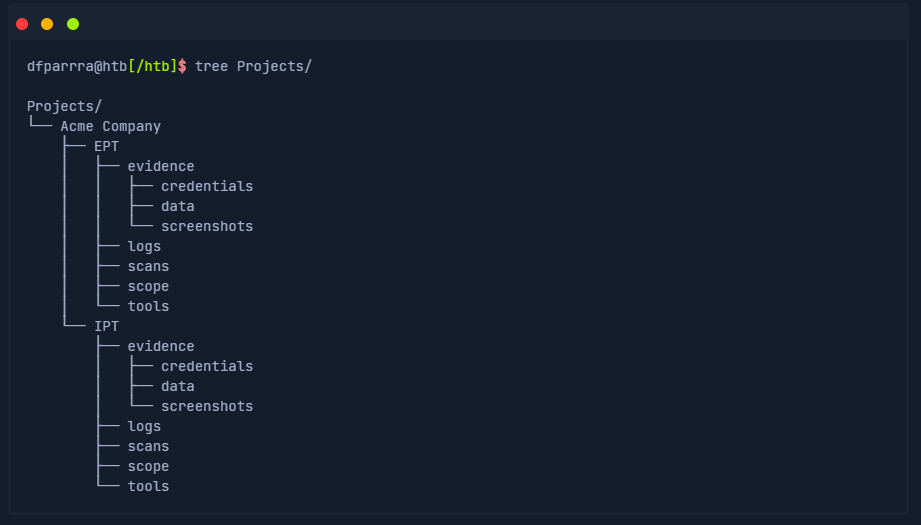 dfparrra@htb[/htb]$ tree Projects/
Projects/
└── Acme Company
    ├── EPT
    │   ├── evidence
    │   │   ├── credentials
    │   │   ├── data
    │   │   └── screenshots
    │   ├── logs
    │   ├── scans
    │   ├── scope
    │   └── tools
    └── IPT
        ├── evidence
        │   ├── credentials
        │   ├── data
        │   └── screenshots
        ├── logs
        ├── scans
        ├── scope
        └── tools